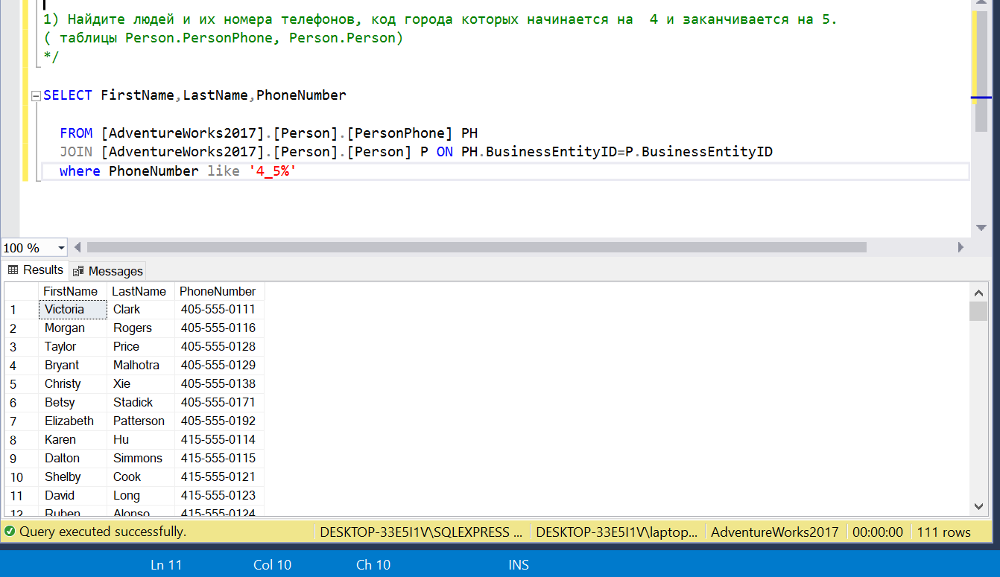 1) Найдите людей и их номера телефонов, код города которых начинается на  4 и заканчивается на 5.
( таблицы Person.PersonPhone, Person.Person)
*/
SELECT FirstName,LastName,PhoneNumber
FROM [AdventureWorks2017].[Person].[PersonPhone] PH
JOIN [AdventureWorks2017].[Person].[Person] P ON PH.BusinessEntityID=P.BusinessEntityID
where PhoneNumber like '4_5%'
100 %
Results Messages
FirstName LastName PhoneNumber
1 Victoria Clark 405-555-0111
2 Morgan Rogers 405-555-0116
3 Taylor Price 405-555-0128
4 Bryant Malhotra 405-555-0129
5 Christy Xie 405-555-0138
6 Betsy Stadick 405-555-0171
7 Elizabeth Patterson 405-555-0192
8 Karen Hu 415-555-0114
9 Dalton Simmons 415-555-0115
10 Shelby Cook 415-555-0121
11 David Long 415-555-0123
12 Ruben Alonso 415-555-0124
Query executed successfully. DESKTOP-33E5I1V\SQLEXPRESS ... DESKTOP-33E5I1V\laptop... AdventureWorks2017 00:00:00 111 rows
Ln 11 Col 10 Ch 10 INS